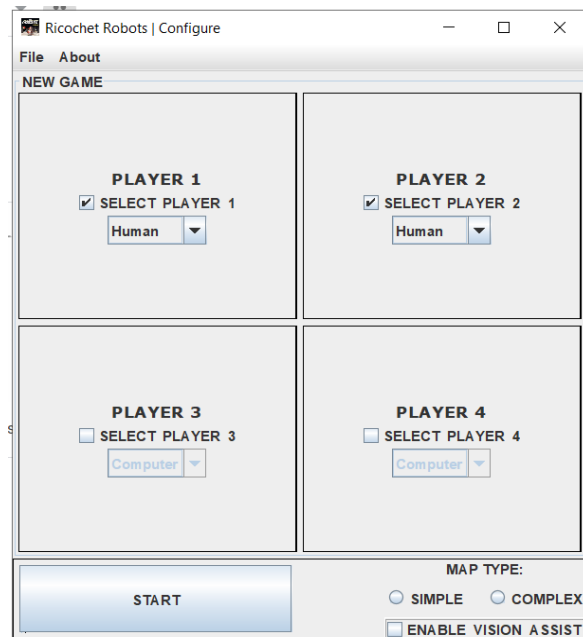 Ricochet Robots | Configure
File About
NEW GAME
PLAYER 1
SELECT PLAYER 1
Human
PLAYER 2
SELECT PLAYER 2
Human
PLAYER 3
SELECT PLAYER 3
Computer
PLAYER 4
SELECT PLAYER 4
Computer
START
MAP TYPE:
SIMPLE COMPLEX
ENABLE VISION ASSIST